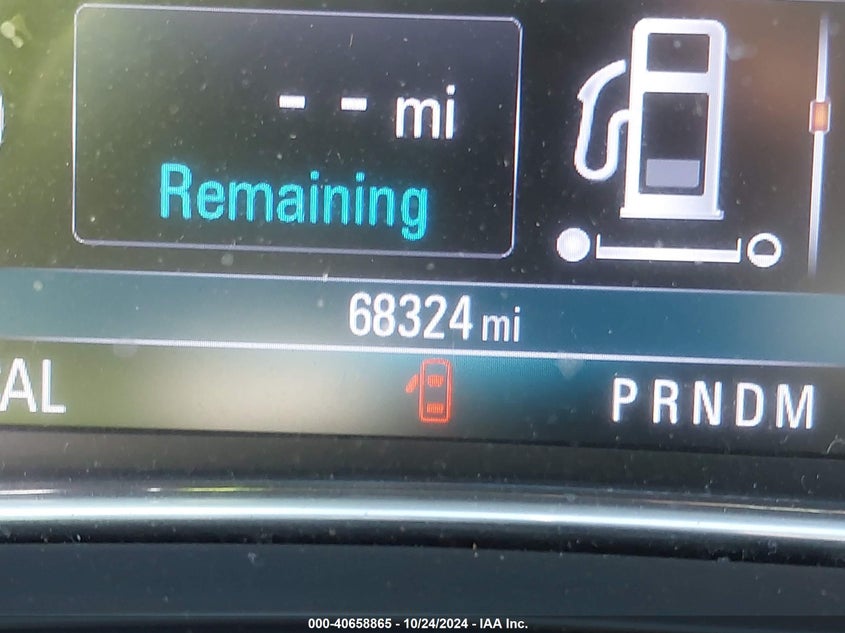 -- mi
Remaining
68324 mi
AL
PRNDM
000-40658865 - 10/24/2024 - IAA Inc.